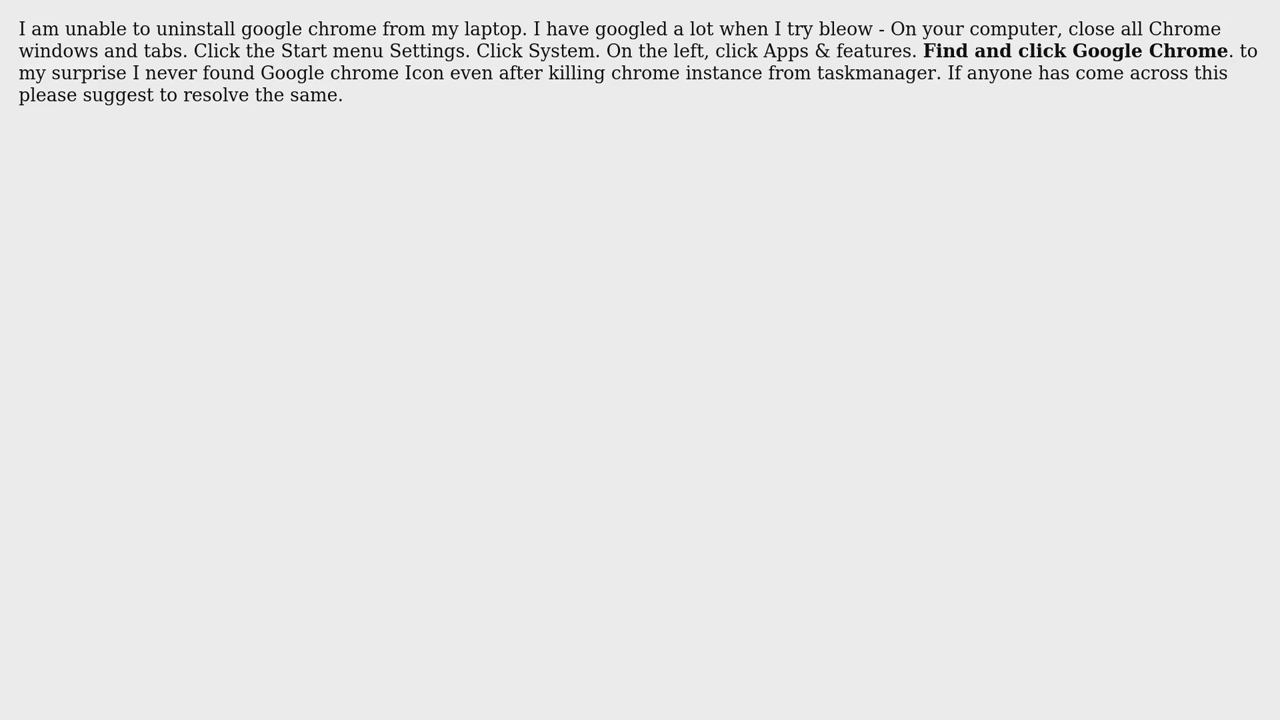 I am unable to uninstall google chrome from my laptop. I have googled a lot when I try bleow - On your computer, close all Chrome
windows and tabs. Click the Start menu Settings. Click System. On the left, click Apps & features. Find and click Google Chrome. to
my surprise I never found Google chrome Icon even after killing chrome instance from taskmanager. If anyone has come across this
please suggest to resolve the same.